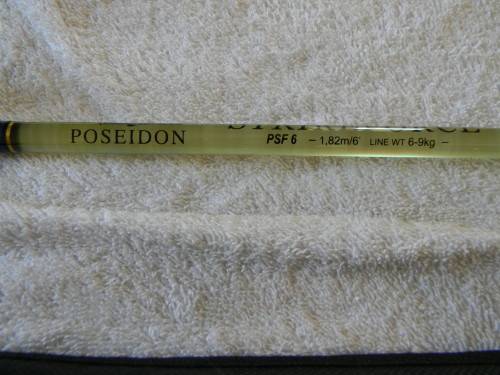 POSEIDON
PSF 6 – 1,82m/6' LINE WT 6-9kg –